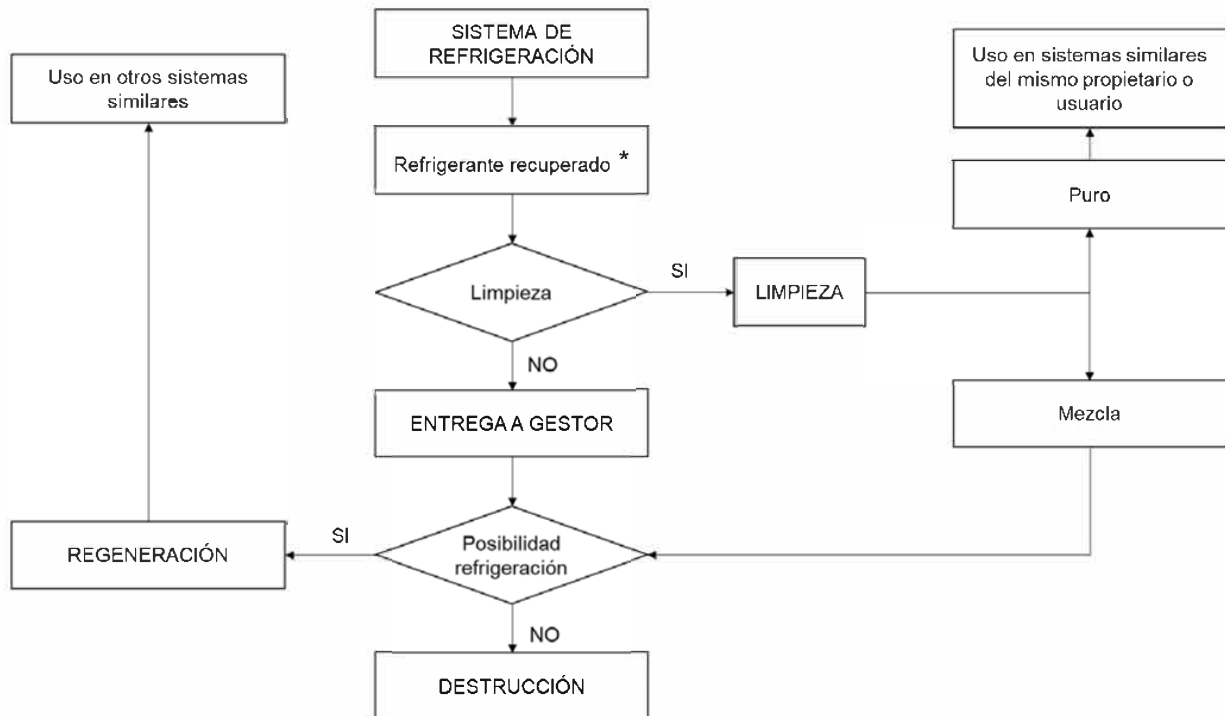 SISTEMA DE
REFRIGERACIÓN
Uso en otros sistemas
similares
Uso en sistemas similares
del mismo propietario o
usuario
Refrigerante recuperado *
Puro
Limpieza
SI
LIMPIEZA
NO
ENTREGA A GESTOR
Mezcla
REGENERACIÓN
SI
Posibilidad
refrigeración
NO
DESTRUCCIÓN